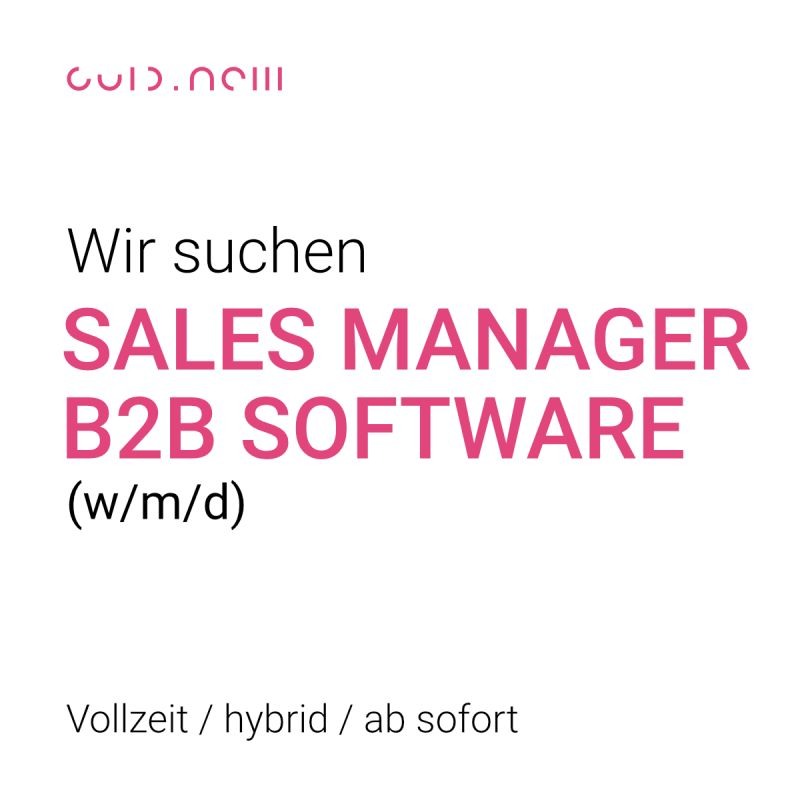 Wir suchen
SALES MANAGER
B2B SOFTWARE
(w/m/d)
Vollzeit / hybrid / ab sofort